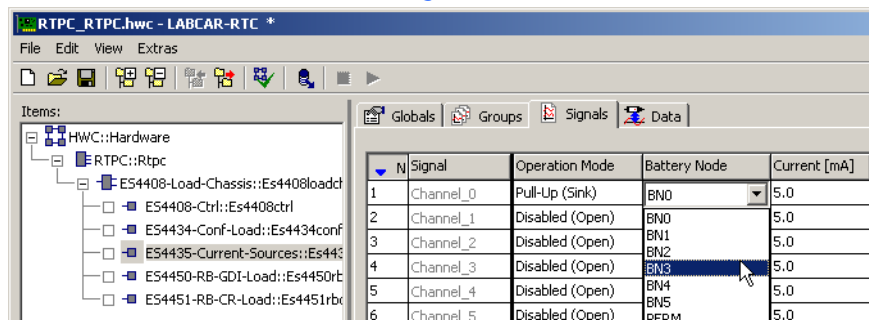 RTPC_RTPC.hwc - LABCAR-RTC *
File Edit View Extras
Items:
HWC::Hardware
RTPC::Rtpc
ES4408-Load-Chassis::Es4408loadch
ES4408-Ctrl::Es4408ctrl
ES4434-Conf-Load::Es4434conf
ES4435-Current-Sources::Es443
ES4450-RB-GDI-Load::Es4450rb
ES4451-RB-CR-Load::Es4451rbc
Globals Groups Signals Data
N Signal Operation Mode Battery Node Current [mA]
1 Channel_0 Pull-Up (Sink) BN0 5.0
2 Channel_1 Disabled (Open) BN0 5.0
BN1
3 Channel_2 Disabled (Open) BN2 5.0
4 Channel_3 Disabled (Open) BN3 5.0
5 Channel_4 Disabled (Open) BN4 5.0
BN5
6 Channel_5 Disabled (Open) PERM 5.0